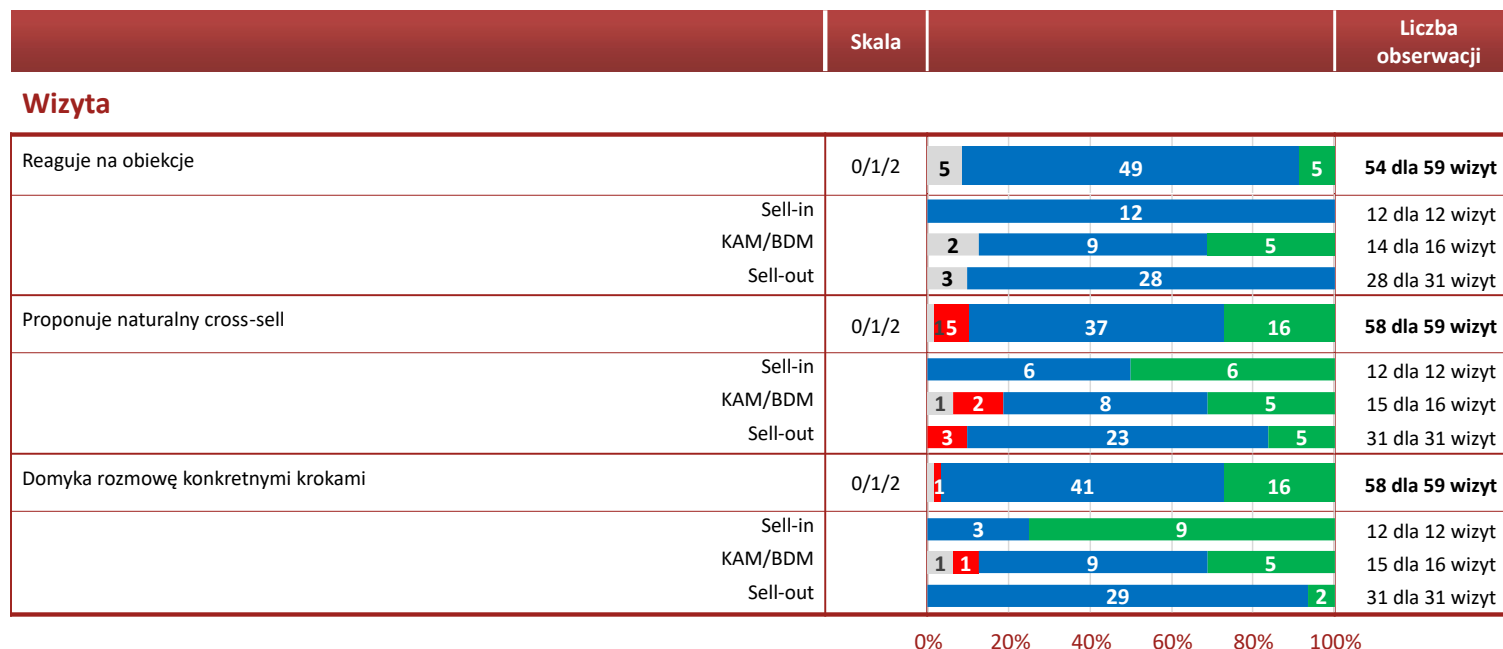 Skala
Liczba
obserwacji
Wizyta
Reaguje na obiekcje 0/1/2 5 49 5 54 dla 59 wizyt
Sell-in 12 12 dla 12 wizyt
KAM/BDM 2 9 5 14 dla 16 wizyt
Sell-out 3 28 28 dla 31 wizyt
Proponuje naturalny cross-sell 0/1/2 1 5 37 16 58 dla 59 wizyt
Sell-in 6 6 12 dla 12 wizyt
KAM/BDM 1 2 8 5 15 dla 16 wizyt
Sell-out 3 23 5 31 dla 31 wizyt
Domyka rozmowę konkretnymi krokami 0/1/2 1 41 16 58 dla 59 wizyt
Sell-in 3 9 12 dla 12 wizyt
KAM/BDM 1 1 9 5 15 dla 16 wizyt
Sell-out 29 2 31 dla 31 wizyt
0% 20% 40% 60% 80% 100%